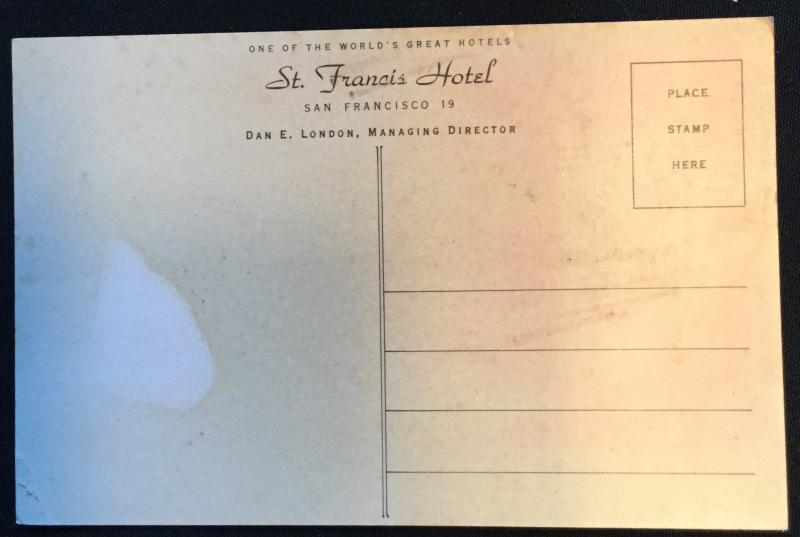 ONE OF THE WORLD'S GREAT HOTELS
St. Francis Hotel
SAN FRANCISCO 19
DAN E. LONDON, MANAGING DIRECTOR
PLACE
STAMP
HERE